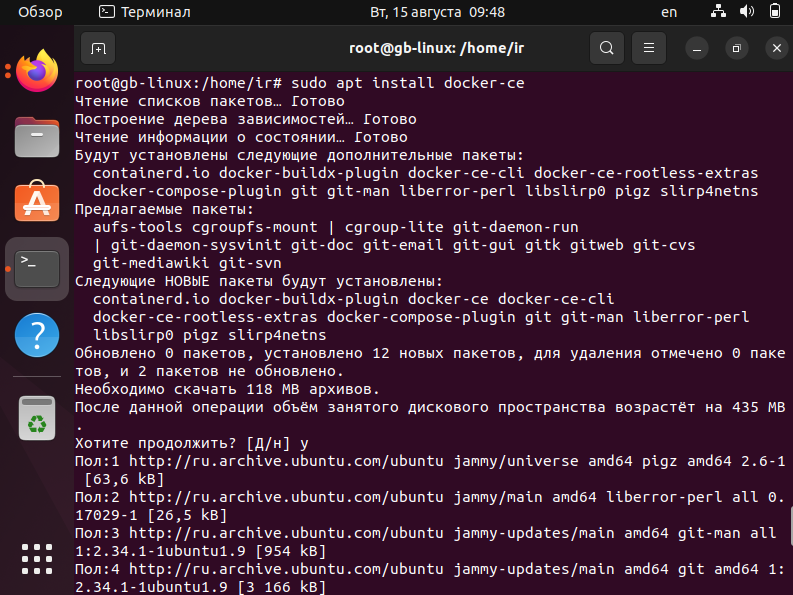 Обзор
Терминал
Вт, 15 августа 09:48
en
root@gb-linux: /home/ir
root@gb-linux:/home/ir# sudo apt install docker-ce
Чтение списков пакетов… Готово
Построение дерева зависимостей… Готово
Чтение информации о состоянии… Готово
Будут установлены следующие дополнительные пакеты:
containerd.io docker-buildx-plugin docker-ce-cli docker-ce-rootless-extras
docker-compose-plugin git git-man liberror-perl libslirp0 pigz slirp4netns
Предлагаемые пакеты:
aufs-tools cgroupfs-mount | cgroup-lite git-daemon-run
| git-daemon-sysvinit git-doc git-email git-gui gitk gitweb git-cvs
git-mediawiki git-svn
Следующие НОВЫЕ пакеты будут установлены:
containerd.io docker-buildx-plugin docker-ce docker-ce-cli
docker-ce-rootless-extras docker-compose-plugin git git-man liberror-perl
libslirp0 pigz slirp4netns
Обновлено 0 пакетов, установлено 12 новых пакетов, для удаления отмечено 0 паке
тов, и 2 пакетов не обновлено.
Необходимо скачать 118 MB архивов.
После данной операции объём занятого дискового пространства возрастёт на 435 MB
.
Хотите продолжить? [Д/н] y
Пол:1 http://ru.archive.ubuntu.com/ubuntu jammy/universe amd64 pigz amd64 2.6-1
[63,6 kB]
Пол:2 http://ru.archive.ubuntu.com/ubuntu jammy/main amd64 liberror-perl all 0.
17029-1 [26,5 kB]
Пол:3 http://ru.archive.ubuntu.com/ubuntu jammy-updates/main amd64 git-man all
1:2.34.1-1ubuntu1.9 [954 kB]
Пол:4 http://ru.archive.ubuntu.com/ubuntu jammy-updates/main amd64 git amd64 1:
2.34.1-1ubuntu1.9 [3 166 kB]